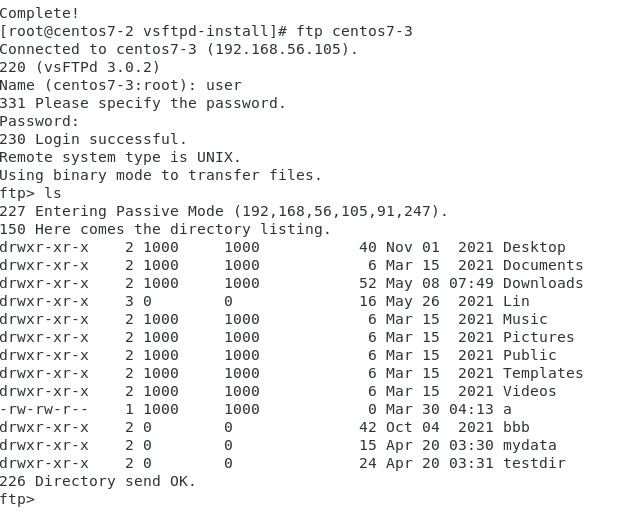 Complete!
[root@centos7-2 vsftpd-install]# ftp centos7-3
Connected to centos7-3 (192.168.56.105).
220 (vsFTPd 3.0.2)
Name (centos7-3:root): user
331 Please specify the password.
Password:
230 Login successful.
Remote system type is UNIX.
Using binary mode to transfer files.
ftp> ls
227 Entering Passive Mode (192,168,56,105,91,247).
150 Here comes the directory listing.
drwxr-xr-x    2 1000     1000           40 Nov 01  2021 Desktop
drwxr-xr-x    2 1000     1000            6 Mar 15  2021 Documents
drwxr-xr-x    2 1000     1000           52 May 08 07:49 Downloads
drwxr-xr-x    3 0        0              16 May 26  2021 Lin
drwxr-xr-x    2 1000     1000            6 Mar 15  2021 Music
drwxr-xr-x    2 1000     1000            6 Mar 15  2021 Pictures
drwxr-xr-x    2 1000     1000            6 Mar 15  2021 Public
drwxr-xr-x    2 1000     1000            6 Mar 15  2021 Templates
drwxr-xr-x    2 1000     1000            6 Mar 15  2021 Videos
-rw-rw-r--    1 1000     1000            0 Mar 30 04:13 a
drwxr-xr-x    2 0        0              42 Oct 04  2021 bbb
drwxr-xr-x    2 0        0              15 Apr 20 03:30 mydata
drwxr-xr-x    2 0        0              24 Apr 20 03:31 testdir
226 Directory send OK.
ftp>